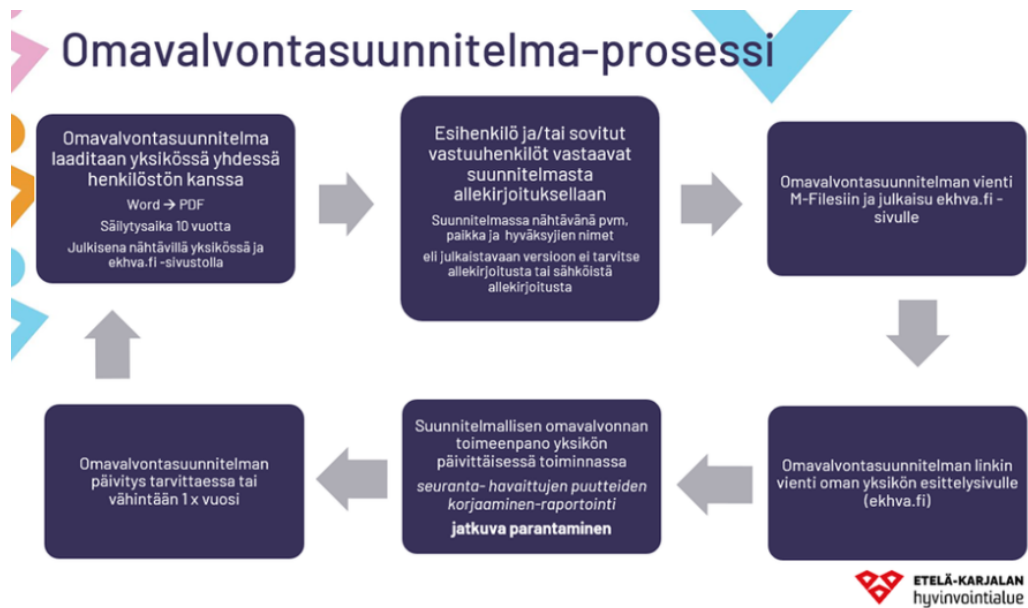 Omavalvontasuunnitelma-prosessi
Omavalvontasuunnitelma
laaditaan yksikössä yhdessä
henkilöstön kanssa
Word → PDF
Säilytysaika 10 vuotta
Julkisena nähtävillä yksikössä ja
ekhva.fi -sivustolla
Esihenkilö ja/tai sovitut
vastuuhenkilöt vastaavat
suunnitelmasta
allekirjoituksellaan
Suunnitelmassa nähtävänä pvm,
paikka ja hyväksyjien nimet
eli julkaistavaan versioon ei tarvitse
allekirjoitusta tai sähköistä
allekirjoitusta
Omavalvontasuunnitelman vienti
M-Filesiin ja julkaisu ekhva.fi -
sivulle
Omavalvontasuunnitelman linkin
vienti oman yksikön esittelysivulle
(ekhva.fi)
Suunnitelmallisen omavalvonnan
toimeenpano yksikön
päivittäisessä toiminnassa
seuranta- havaittujen puutteiden
korjaaminen-raportointi
jatkuva parantaminen
Omavalvontasuunnitelman
päivitys tarvittaessa tai
vähintään 1 x vuosi
ETELÄ-KARJALAN
hyvinvointialue